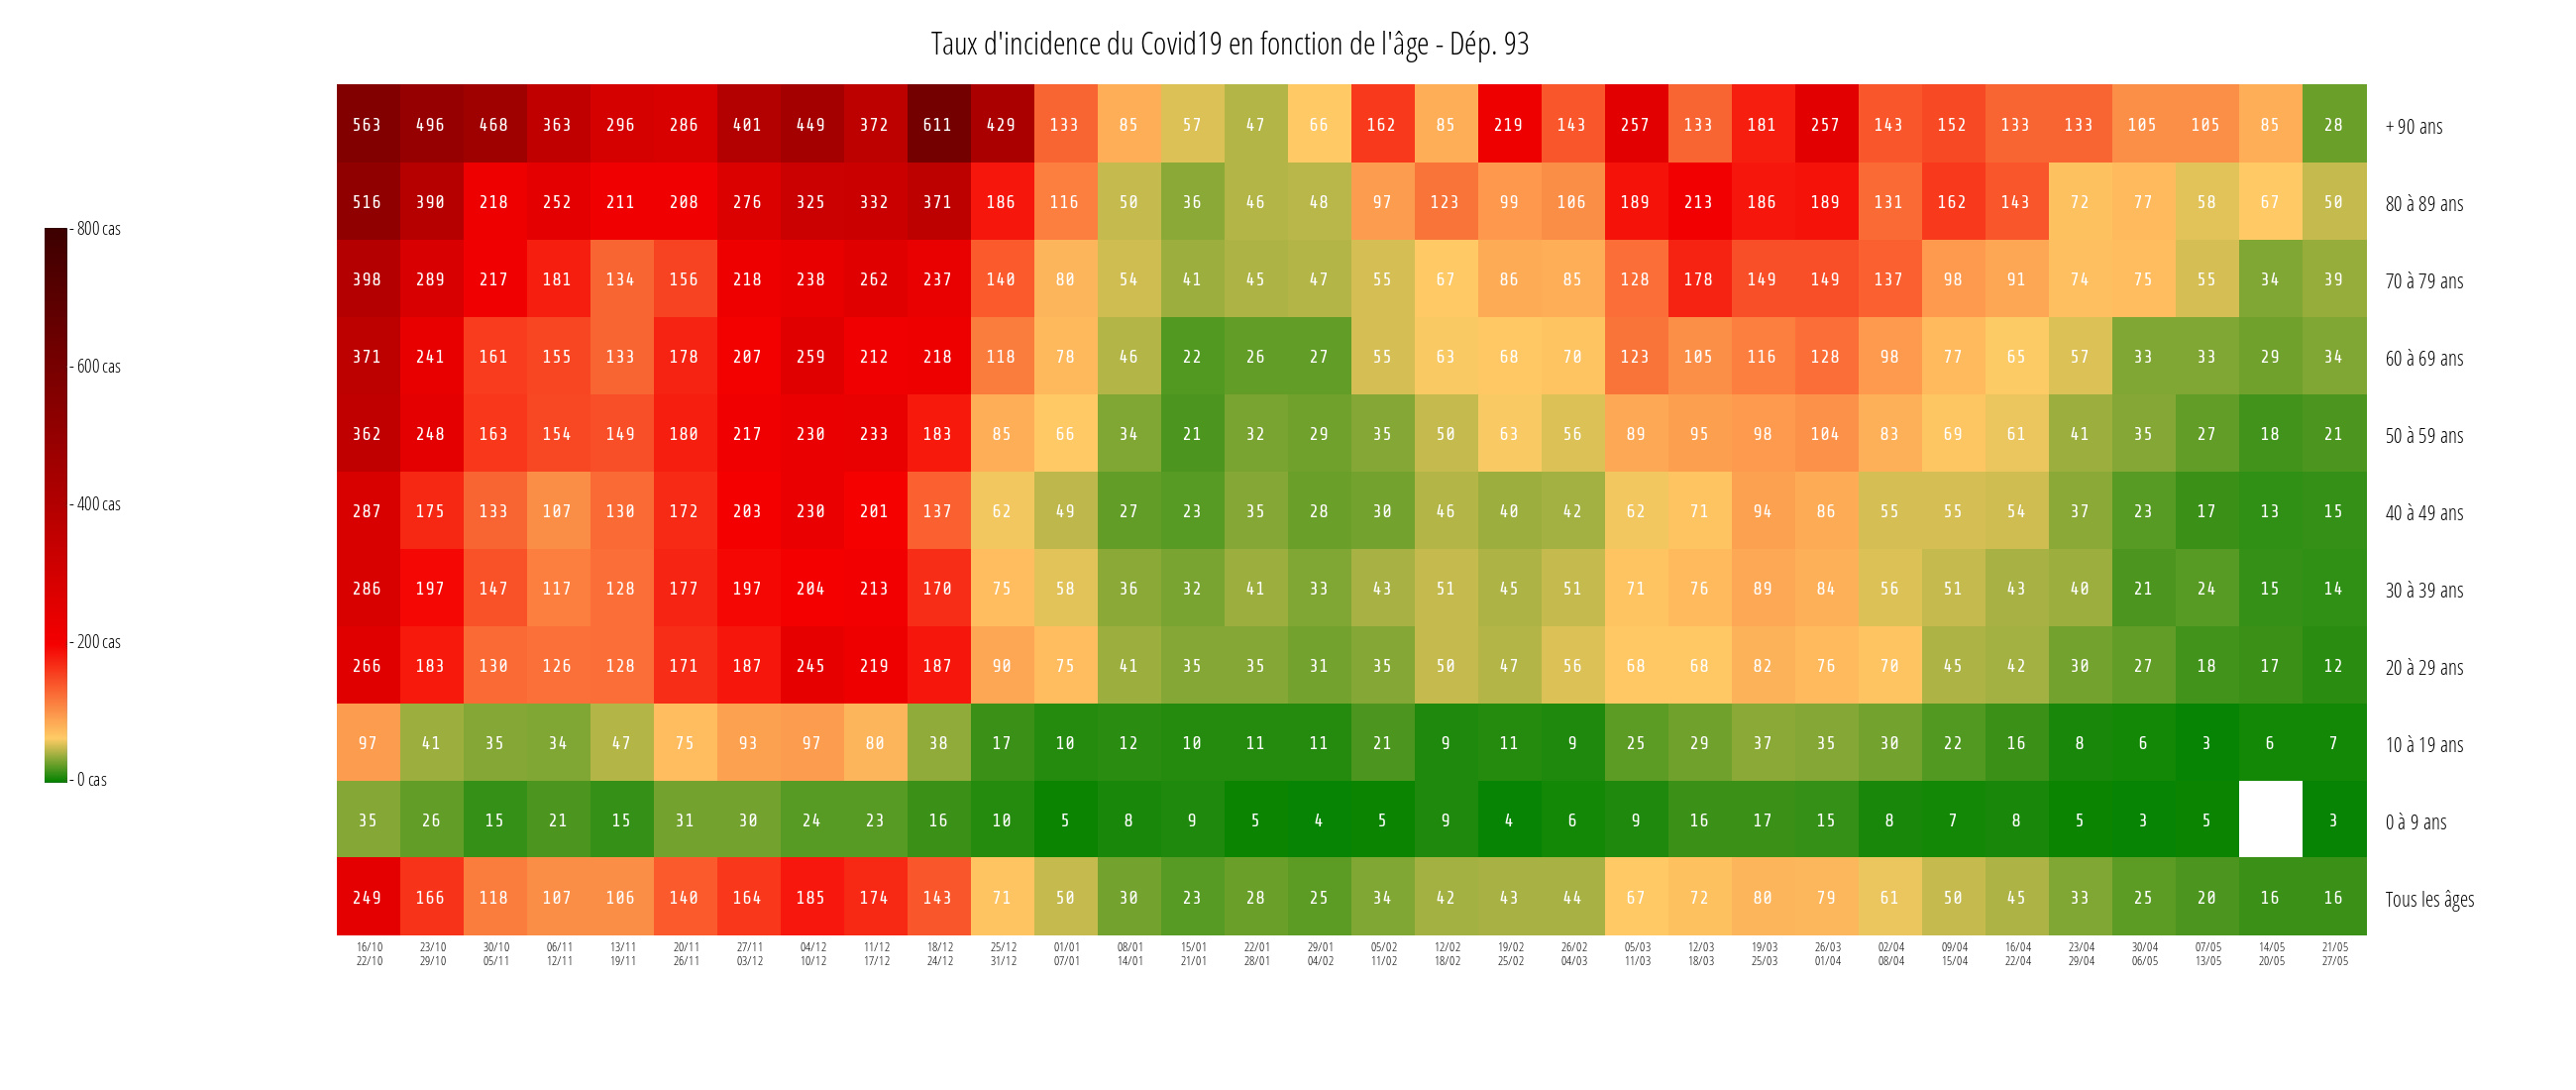 Taux d'incidence du Covid19 en fonction de l'âge - Dép. 93
563 496 468 363 296 286 401 449 372 611 429 133 85 57 47 66 162 85 219 143 257 133 181 257 143 152 133 133 105 105 85 28 + 90 ans
516 390 218 252 211 208 276 325 332 371 186 116 50 36 46 48 97 123 99 106 189 213 186 189 131 162 143 72 77 58 67 50 80 à 89 ans
- 800 cas
398 289 217 181 134 156 218 238 262 237 140 80 54 41 45 47 55 67 86 85 128 178 149 149 137 98 91 74 75 55 34 39 70 à 79 ans
371 241 161 155 133 178 207 259 212 218 118 78 46 22 26 27 55 63 68 70 123 105 116 128 98 77 65 57 33 33 29 34 60 à 69 ans
- 600 cas
362 248 163 154 149 180 217 230 233 183 85 66 34 21 32 29 35 50 63 56 89 95 98 104 83 69 61 41 35 27 18 21 50 à 59 ans
- 400 cas
287 175 133 107 130 172 203 230 201 137 62 49 27 23 35 28 30 46 40 42 62 71 94 86 55 55 54 37 23 17 13 15 40 à 49 ans
286 197 147 117 128 177 197 204 213 170 75 58 36 32 41 33 43 51 45 51 71 76 89 84 56 51 43 40 21 24 15 14 30 à 39 ans
- 200 cas
266 183 130 126 128 171 187 245 219 187 90 75 41 35 35 31 35 50 47 56 68 68 82 76 70 45 42 30 27 18 17 12 20 à 29 ans
97 41 35 34 47 75 93 97 80 38 17 10 12 10 11 11 21 9 11 9 25 29 37 35 30 22 16 8 6 3 6 7 10 à 19 ans
- 0 cas
35 26 15 21 15 31 30 24 23 16 10 5 8 9 5 4 5 9 4 6 9 16 17 15 8 7 8 5 3 5 3 0 à 9 ans
249 166 118 107 106 140 164 185 174 143 71 50 30 23 28 25 34 42 43 44 67 72 80 79 61 50 45 33 25 20 16 16 Tous les âges
16/10 23/10 30/10 06/11 13/11 20/11 27/11 04/12 11/12 18/12 25/12 01/01 08/01 15/01 22/01 29/01 05/02 12/02 19/02 26/02 05/03 12/03 19/03 26/03 02/04 09/04 16/04 23/04 30/04 07/05 14/05 21/05
22/10 29/10 05/11 12/11 19/11 26/11 03/12 10/12 17/12 24/12 31/12 07/01 14/01 21/01 28/01 04/02 11/02 18/02 25/02 04/03 11/03 18/03 25/03 01/04 08/04 15/04 22/04 29/04 06/05 13/05 20/05 27/05